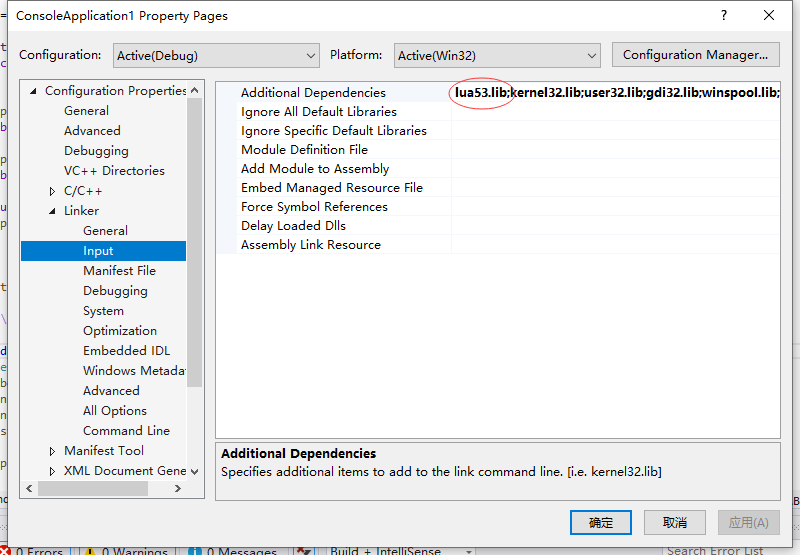 ConsoleApplication1 Property Pages
Configuration: Active(Debug) Platform: Active(Win32) Configuration Manager...
Configuration Properties
General
Advanced
Debugging
VC++ Directories
C/C++
Linker
General
Input
Manifest File
Debugging
System
Optimization
Embedded IDL
Windows Metada
Advanced
All Options
Command Line
Manifest Tool
XML Document Gene
Additional Dependencies lua53.lib;kernel32.lib;user32.lib;gdi32.lib;winspool.lib;
Ignore All Default Libraries
Ignore Specific Default Libraries
Module Definition File
Add Module to Assembly
Embed Managed Resource File
Force Symbol References
Delay Loaded Dlls
Assembly Link Resource
Additional Dependencies
Specifies additional items to add to the link command line. [i.e. kernel32.lib]
确定 取消 应用(A)
0 Errors 0 Warnings 0 Messages Build + IntelliSense Search Error List